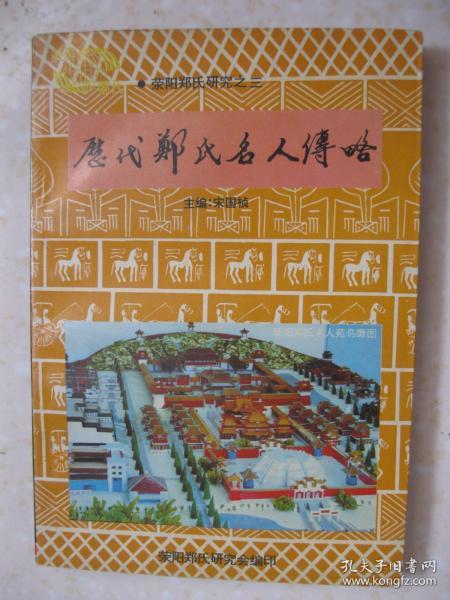 ●荥阳郑氏研究之三
歷代鄭氏名人傳略
主编:宋国桢
荥阳郑氏名人苑鸟瞰图
荥阳郑氏研究会编印
孔夫子旧书网
www.kongfz.com